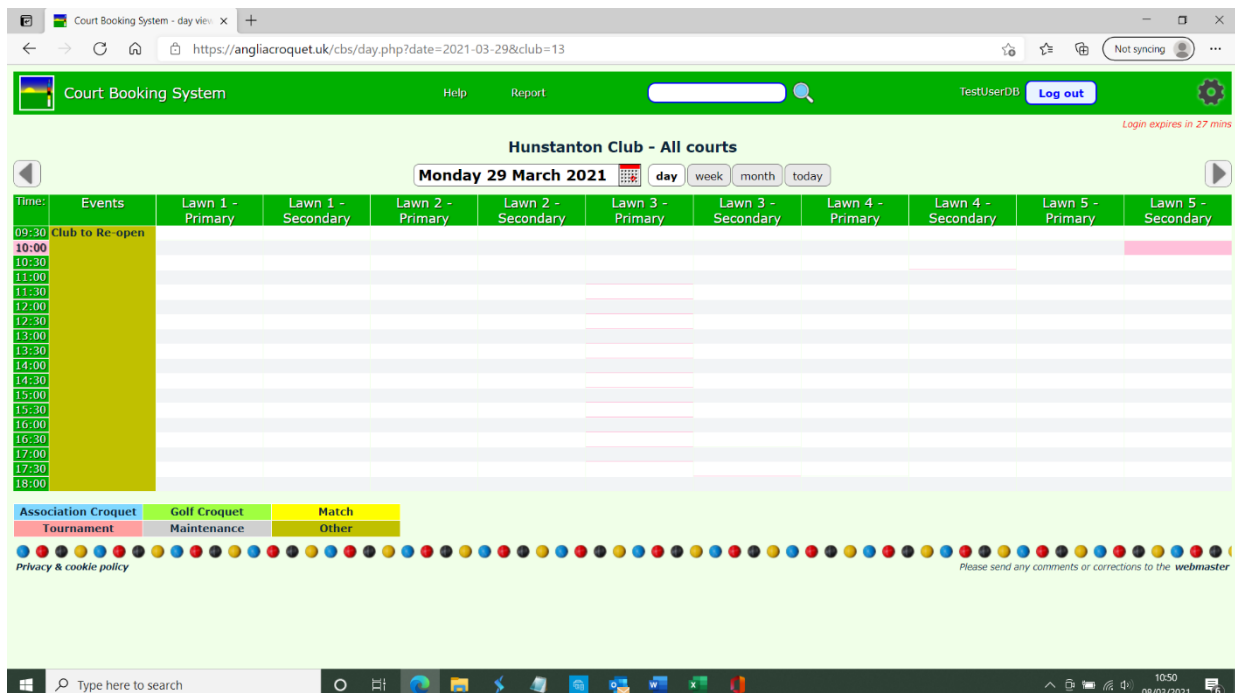 Court Booking System - day view
https://angliacroquet.uk/cbs/day.php?date=2021-03-29&club=13
Not syncing
Court Booking System
Help
Report
TestUserDB
Log out
Login expires in 27 mins
Hunstanton Club - All courts
Monday 29 March 2021
day
week
month
today
Time:
Events
Lawn 1 -
Primary
Lawn 1 -
Secondary
Lawn 2 -
Primary
Lawn 2 -
Secondary
Lawn 3 -
Primary
Lawn 3 -
Secondary
Lawn 4 -
Primary
Lawn 4 -
Secondary
Lawn 5 -
Primary
Lawn 5 -
Secondary
09:30 Club to Re-open
10:00
10:30
11:00
11:30
12:00
12:30
13:00
13:30
14:00
14:30
15:00
15:30
16:00
16:30
17:00
17:30
18:00
Association Croquet
Golf Croquet
Match
Tournament
Maintenance
Other
Privacy & cookie policy
Please send any comments or corrections to the webmaster
Type here to search
10:50